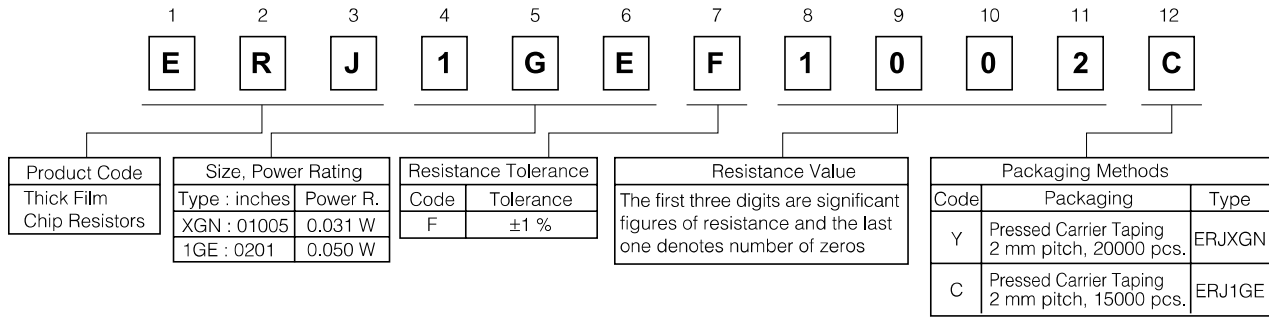 1 2 3 4 5 6 7 8 9 10 11 12
E R J 1 G E F 1 0 0 2 C
Product Code
Thick Film
Chip Resistors
Size, Power Rating
Type : inches Power R.
XGN : 01005 0.031 W
1GE : 0201 0.050 W
Resistance Tolerance
Code Tolerance
F ±1 %
Resistance Value
The first three digits are significant
figures of resistance and the last
one denotes number of zeros
Packaging Methods
Code Packaging Type
Y Pressed Carrier Taping
2 mm pitch, 20000 pcs. ERJXGN
C Pressed Carrier Taping
2 mm pitch, 15000 pcs. ERJ1GE